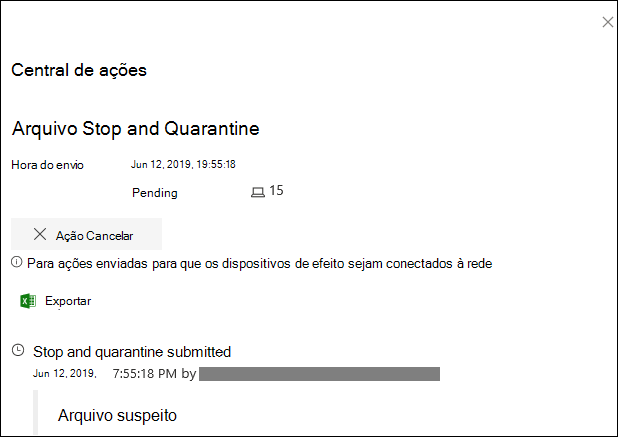 Central de ações
Arquivo Stop and Quarantine
Hora do envio Jun 12, 2019, 19:55:18
Pending 15
Ação Cancelar
Para ações enviadas para que os dispositivos de efeito sejam conectados à rede
Exportar
Stop and quarantine submitted
Jun 12, 2019, 7:55:18 PM by
Arquivo suspeito